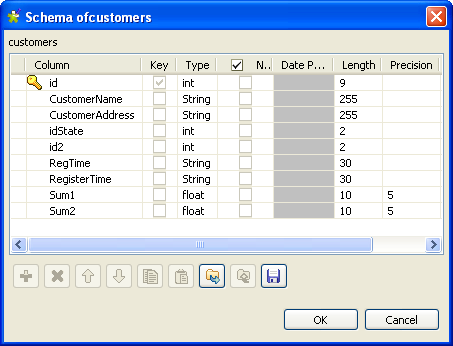 Schema ofcustomers
customers
Column Key Type N.. Date P... Length Precision
id int 9
CustomerName String 255
CustomerAddress String 255
idState int 2
id2 int 2
RegTime String 30
RegisterTime String 30
Sum1 float 10 5
Sum2 float 10 5
OK Cancel